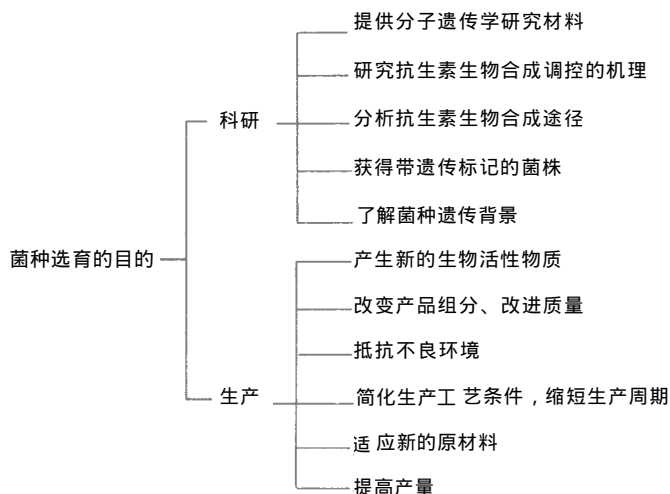 提供分子遗传学研究材料
研究抗生素生物合成调控的机理
科研
分析抗生素生物合成途径
获得带遗传标记的菌株
了解菌种遗传背景
菌种选育的目的
产生新的生物活性物质
改变产品组分、改进质量
抵抗不良环境
生产
简化生产工 艺条件，缩短生产周期
适 应新的原材料
提高产量